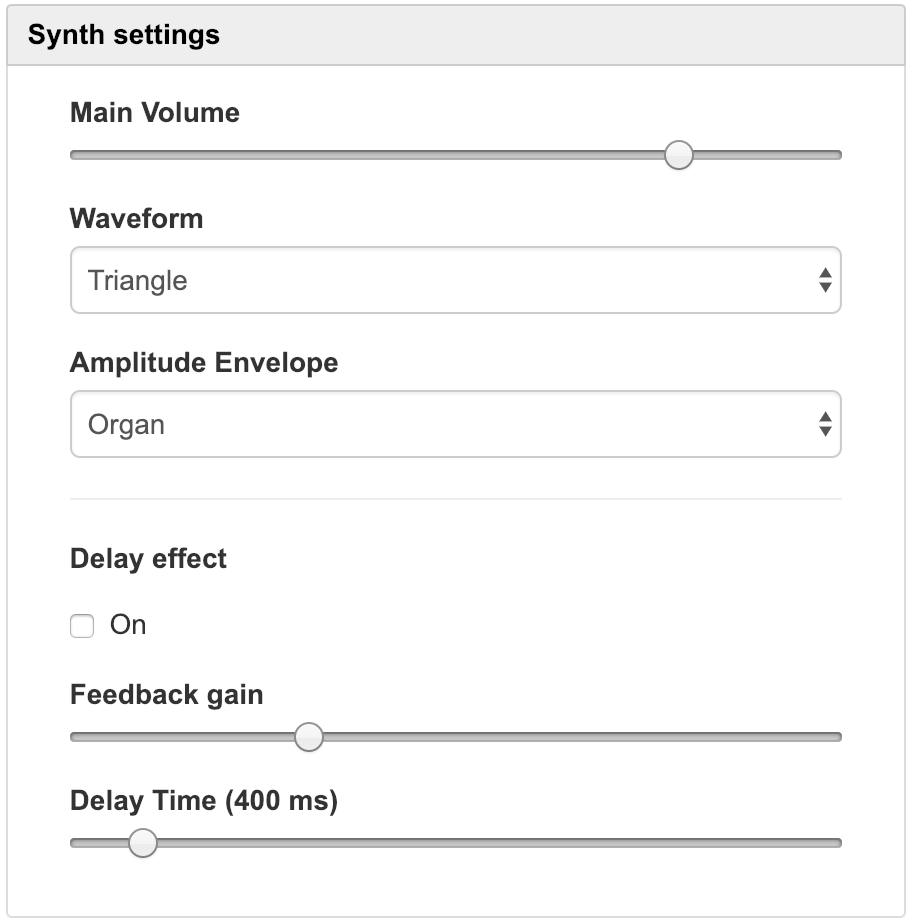 Synth settings
Main Volume
Waveform
Triangle
Amplitude Envelope
Organ
Delay effect
On
Feedback gain
Delay Time (400 ms)